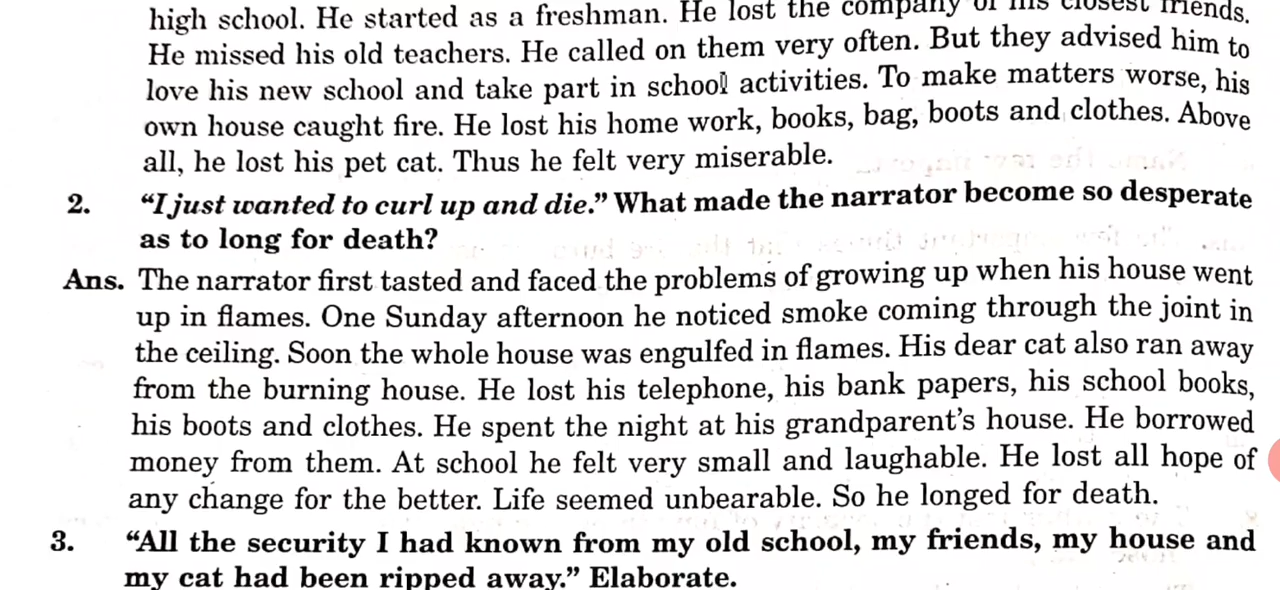 high school. He started as a freshman. He lost the company of his closest friends.
He missed his old teachers. He called on them very often. But they advised him to
love his new school and take part in school activities. To make matters worse, his
own house caught fire. He lost his home work, books, bag, boots and clothes. Above
all, he lost his pet cat. Thus he felt very miserable.
2. “I just wanted to curl up and die.” What made the narrator become so desperate
as to long for death?
Ans. The narrator first tasted and faced the problems of growing up when his house went
up in flames. One Sunday afternoon he noticed smoke coming through the joint in
the ceiling. Soon the whole house was engulfed in flames. His dear cat also ran away
from the burning house. He lost his telephone, his bank papers, his school books,
his boots and clothes. He spent the night at his grandparent’s house. He borrowed
money from them. At school he felt very small and laughable. He lost all hope of
any change for the better. Life seemed unbearable. So he longed for death.
3. “All the security I had known from my old school, my friends, my house and
my cat had been ripped away.” Elaborate.